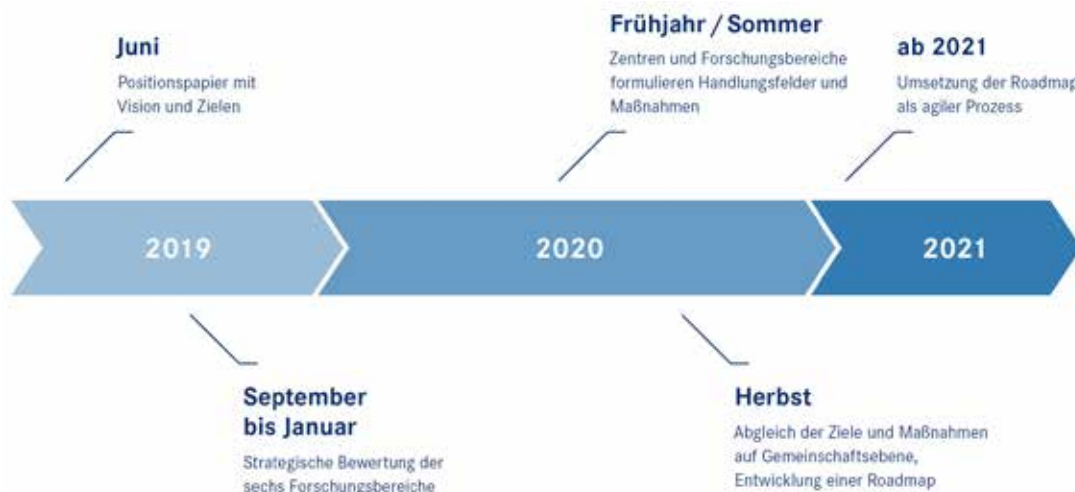 Juni
Positionspapier mit
Vision und Zielen
Frühjahr / Sommer
Zentren und Forschungsbereiche
formulieren Handlungsfelder und
Maßnahmen
ab 2021
Umsetzung der Roadmap
als agiler Prozess
2019
2020
2021
September
bis Januar
Strategische Bewertung der
sechs Forschungsbereiche
Herbst
Abgleich der Ziele und Maßnahmen
auf Gemeinschaftsebene,
Entwicklung einer Roadmap